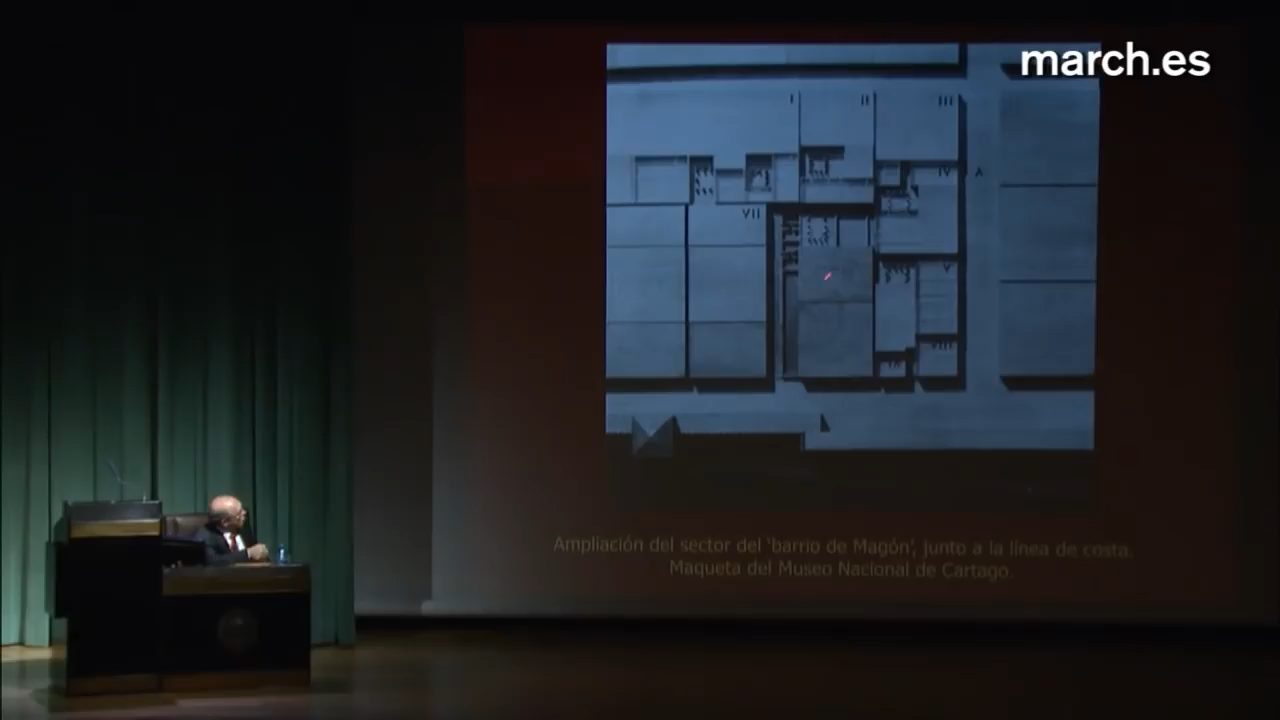 march.es
I II III
IV
V
VII
V
VIII
Ampliación del sector del 'barrio de Magón', junto a la línea de costa.
Maqueta del Museo Nacional de Cartago.